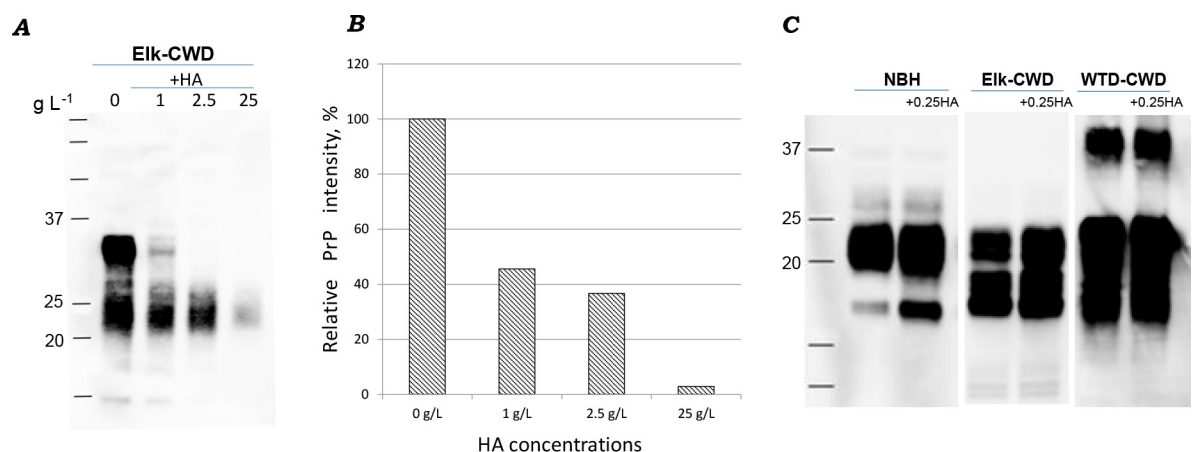 A
Elk-CWD
+HA
g L-1 0 1 2.5 25
37
25
20
B
120
100
80
60
40
20
0
Relative PrP intensity, %
0 g/L 1 g/L 2.5 g/L 25 g/L
HA concentrations
C
NBH Elk-CWD WTD-CWD
+0.25HA +0.25HA +0.25HA
37
25
20